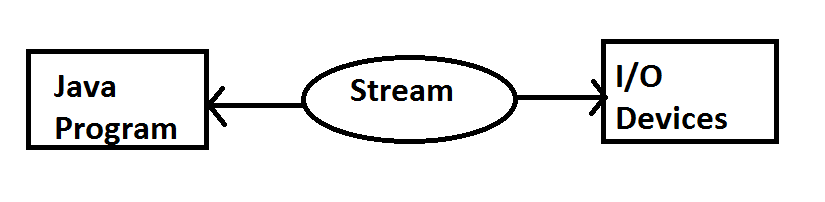 Java
Program
Stream
I/O
Devices